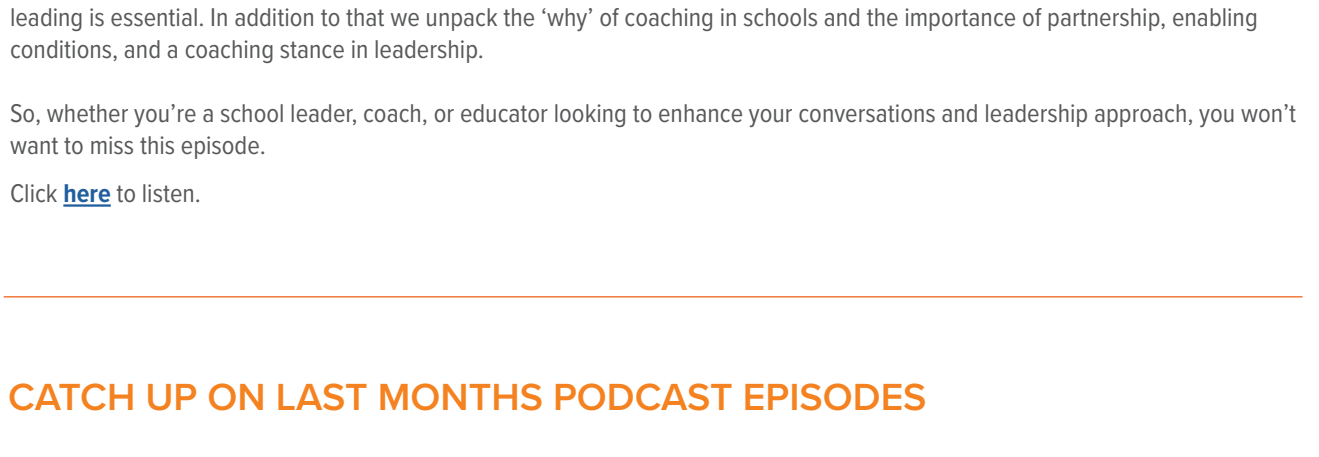 leading is essential. In addition to that we unpack the ‘why’ of coaching in schools and the importance of partnership, enabling
conditions, and a coaching stance in leadership.
So, whether you’re a school leader, coach, or educator looking to enhance your conversations and leadership approach, you won’t
want to miss this episode.
Click here to listen.
CATCH UP ON LAST MONTHS PODCAST EPISODES